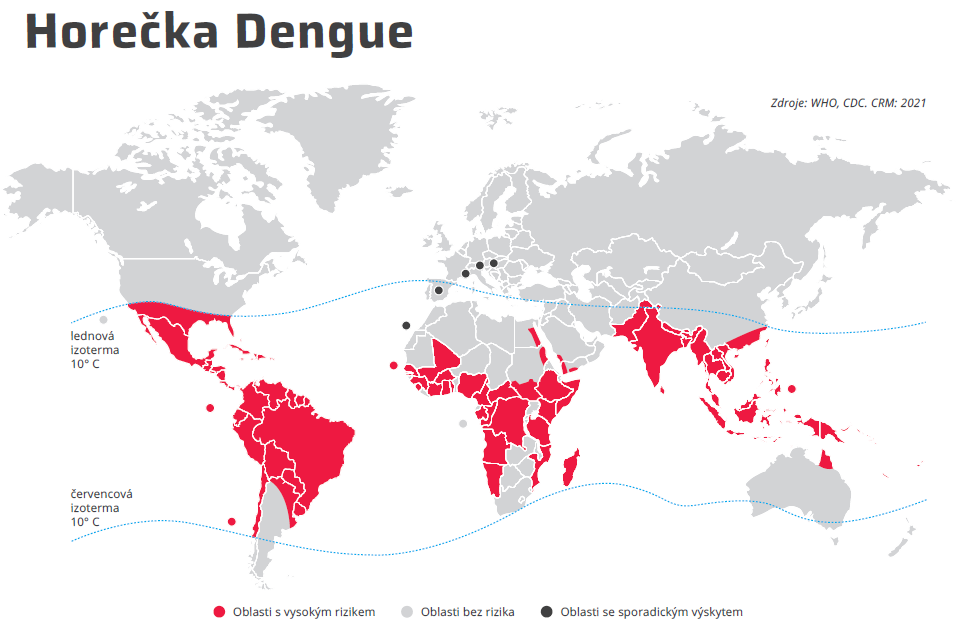 Horečka Dengue
Zdroje: WHO, CDC. CRM: 2021
lednová
izoterma
10° C
červencová
izoterma
10° C
Oblasti s vysokým rizikem
Oblasti bez rizika
Oblasti se sporadickým výskytem